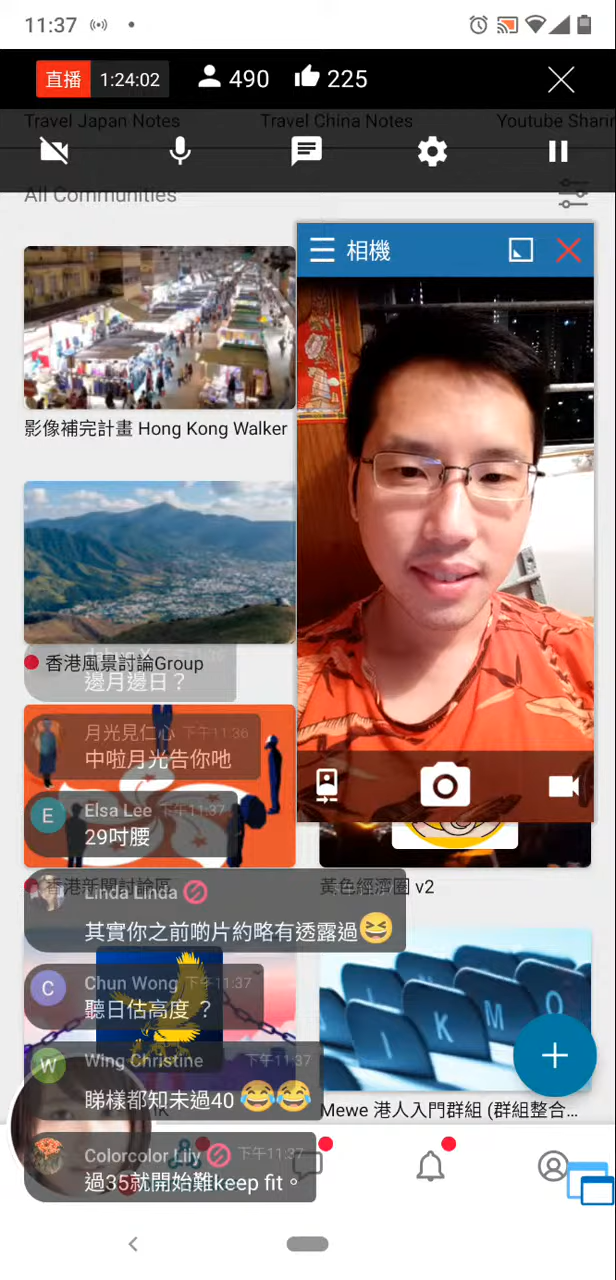 11:37
直播 1:24:02 490 225
Travel Japan Notes Travel China Notes Youtube Sharin
All Communities
相機
影像補完計畫 Hong Kong Walker
香港風景討論Group
邊月邊日？
月光見仁心 下午11:36
中啦月光告你吔
E Elsa Lee 下午11:37
29吋腰
香港新聞討論區 黃色經濟圈 v2
Linda Linda
其實你之前啲片約略有透露過😆
C Chun Wong 下午11:37
聽日估高度 ？
I K M O
W Wing Christine 下午11:37
睇樣都知未過40 😂😂
Mewe 港人入門群組 (群組整合...
Colorcolor Lily 下午11:37
過35就開始難keep fit。